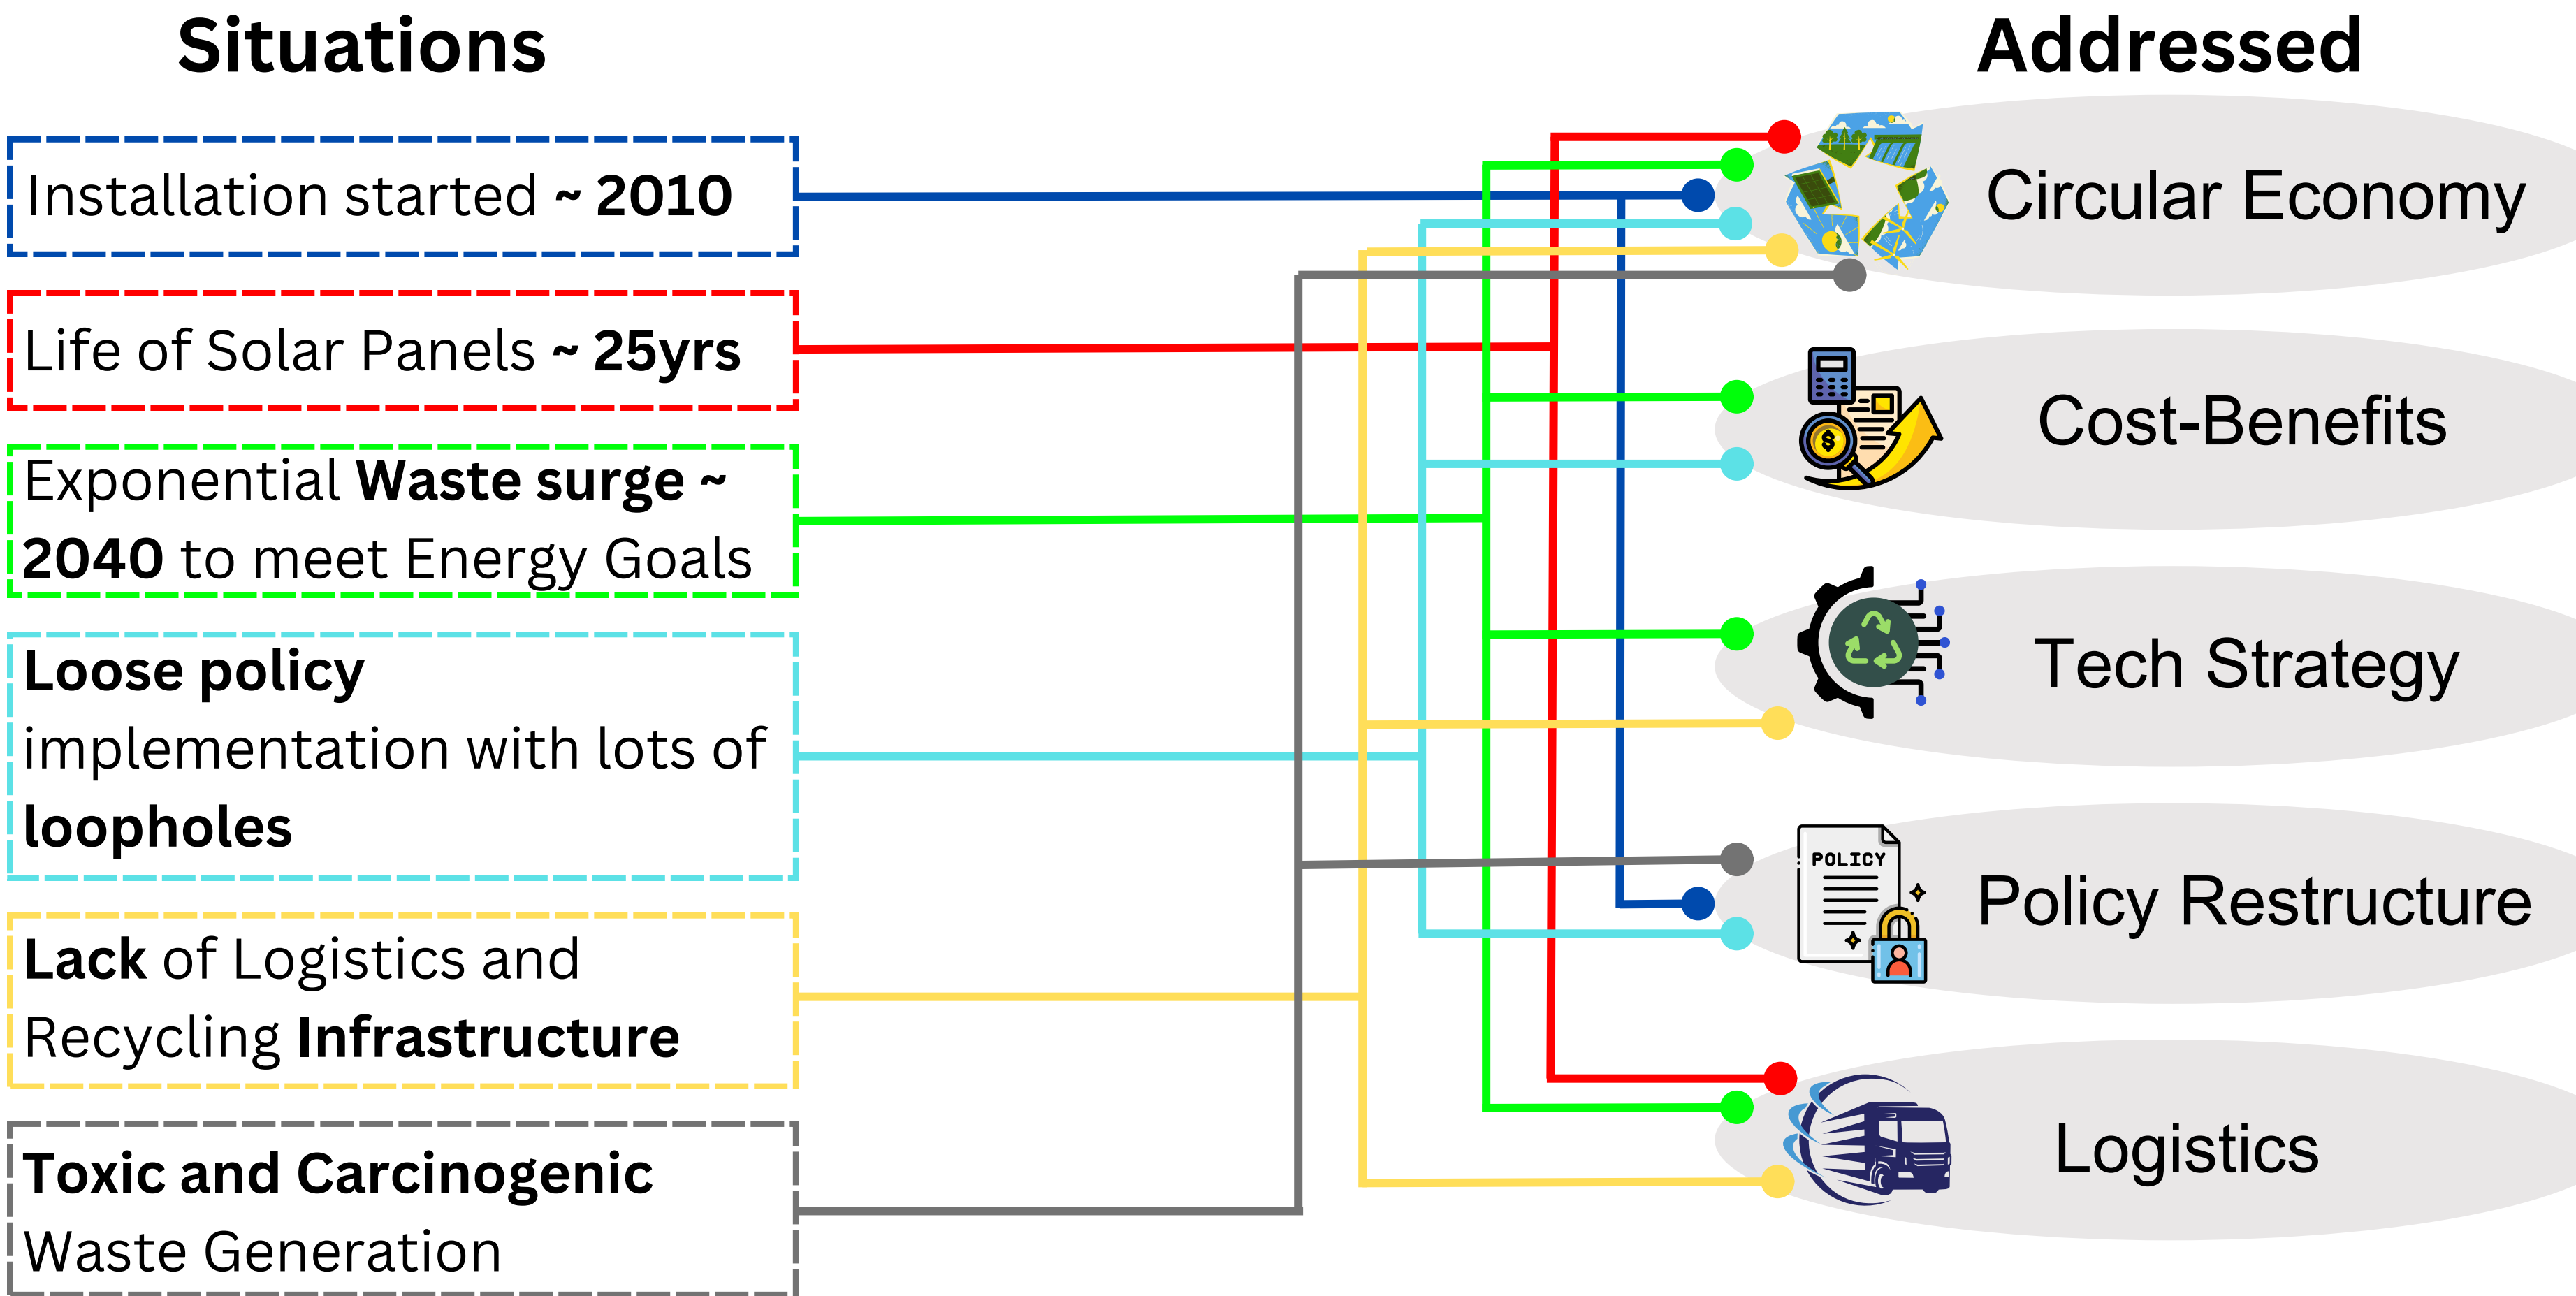 Situations
Addressed
Installation started ~ 2010
Life of Solar Panels ~ 25yrs
Exponential Waste surge ~
2040 to meet Energy Goals
Loose policy
implementation with lots of
loopholes
Lack of Logistics and
Recycling Infrastructure
Toxic and Carcinogenic
Waste Generation
Circular Economy
$
Cost-Benefits
Tech Strategy
POLICY
Policy Restructure
Logistics